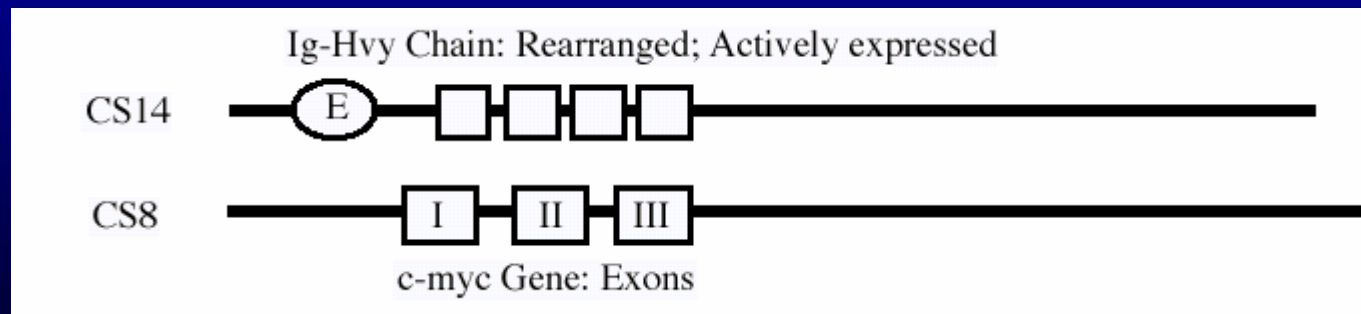 Ig-Hvy Chain: Rearranged; Actively expressed
CS14 E
CS8 I II III
c-myc Gene: Exons